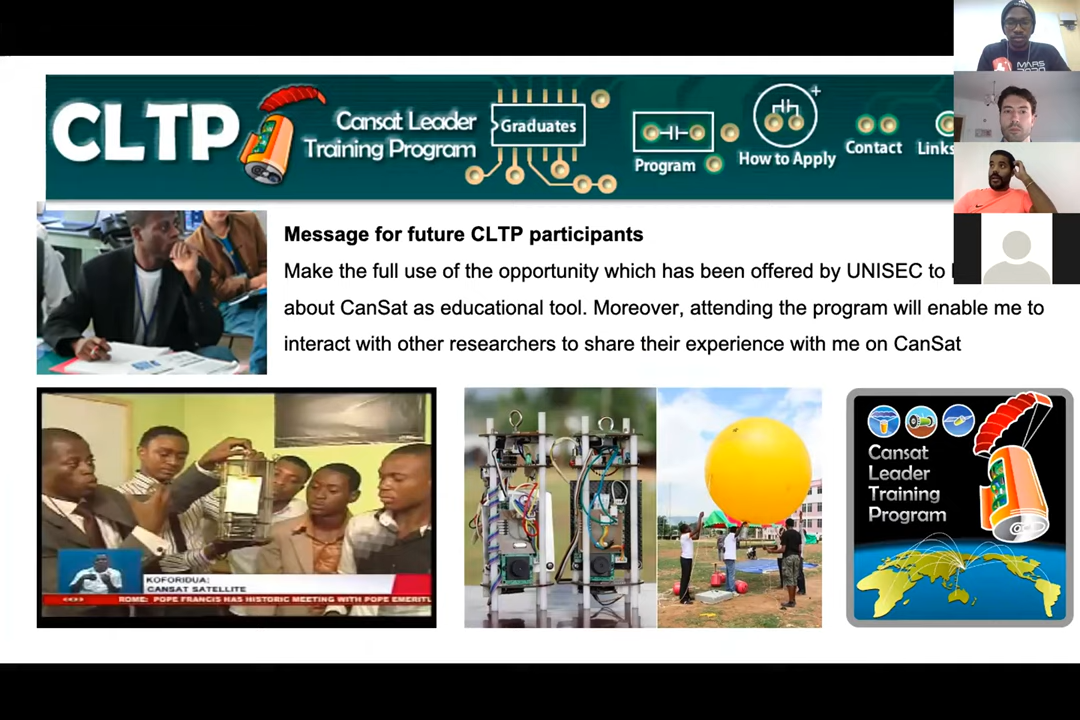 CLTP
Cansat Leader
Training Program
Graduates
Program
How to Apply
Contact
Links
MARS
2020
Message for future CLTP participants
Make the full use of the opportunity which has been offered by UNISEC to
about CanSat as educational tool. Moreover, attending the program will enable me to
interact with other researchers to share their experience with me on CanSat
KOFORIDUA:
CANSAT SATELLITE
ROME: POPE FRANCIS HAS HISTORIC MEETING WITH POPE EMERIT
Cansat
Leader
Training
Program